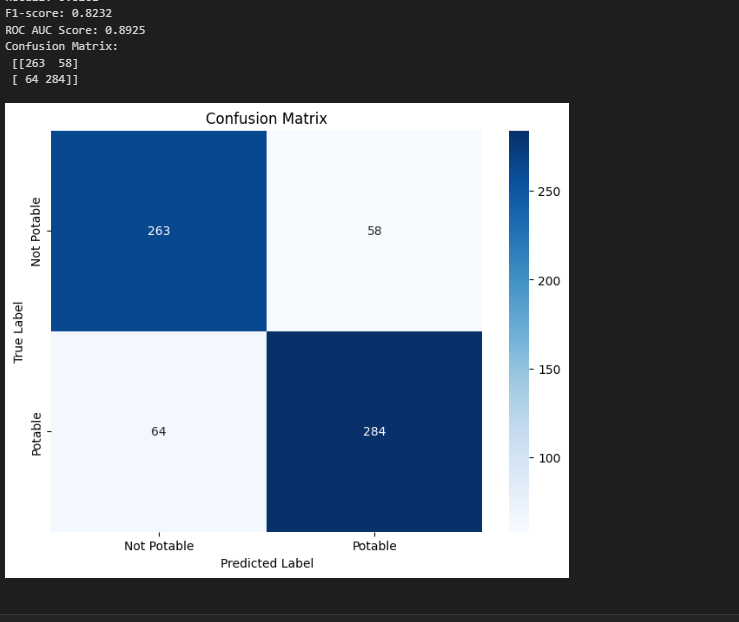 F1-score: 0.8232
ROC AUC Score: 0.8925
Confusion Matrix:
[[263  58]
[ 64 284]]
Confusion Matrix
Not Potable
263
58
250
200
True Label
150
Potable
64
284
100
Not Potable
Potable
Predicted Label